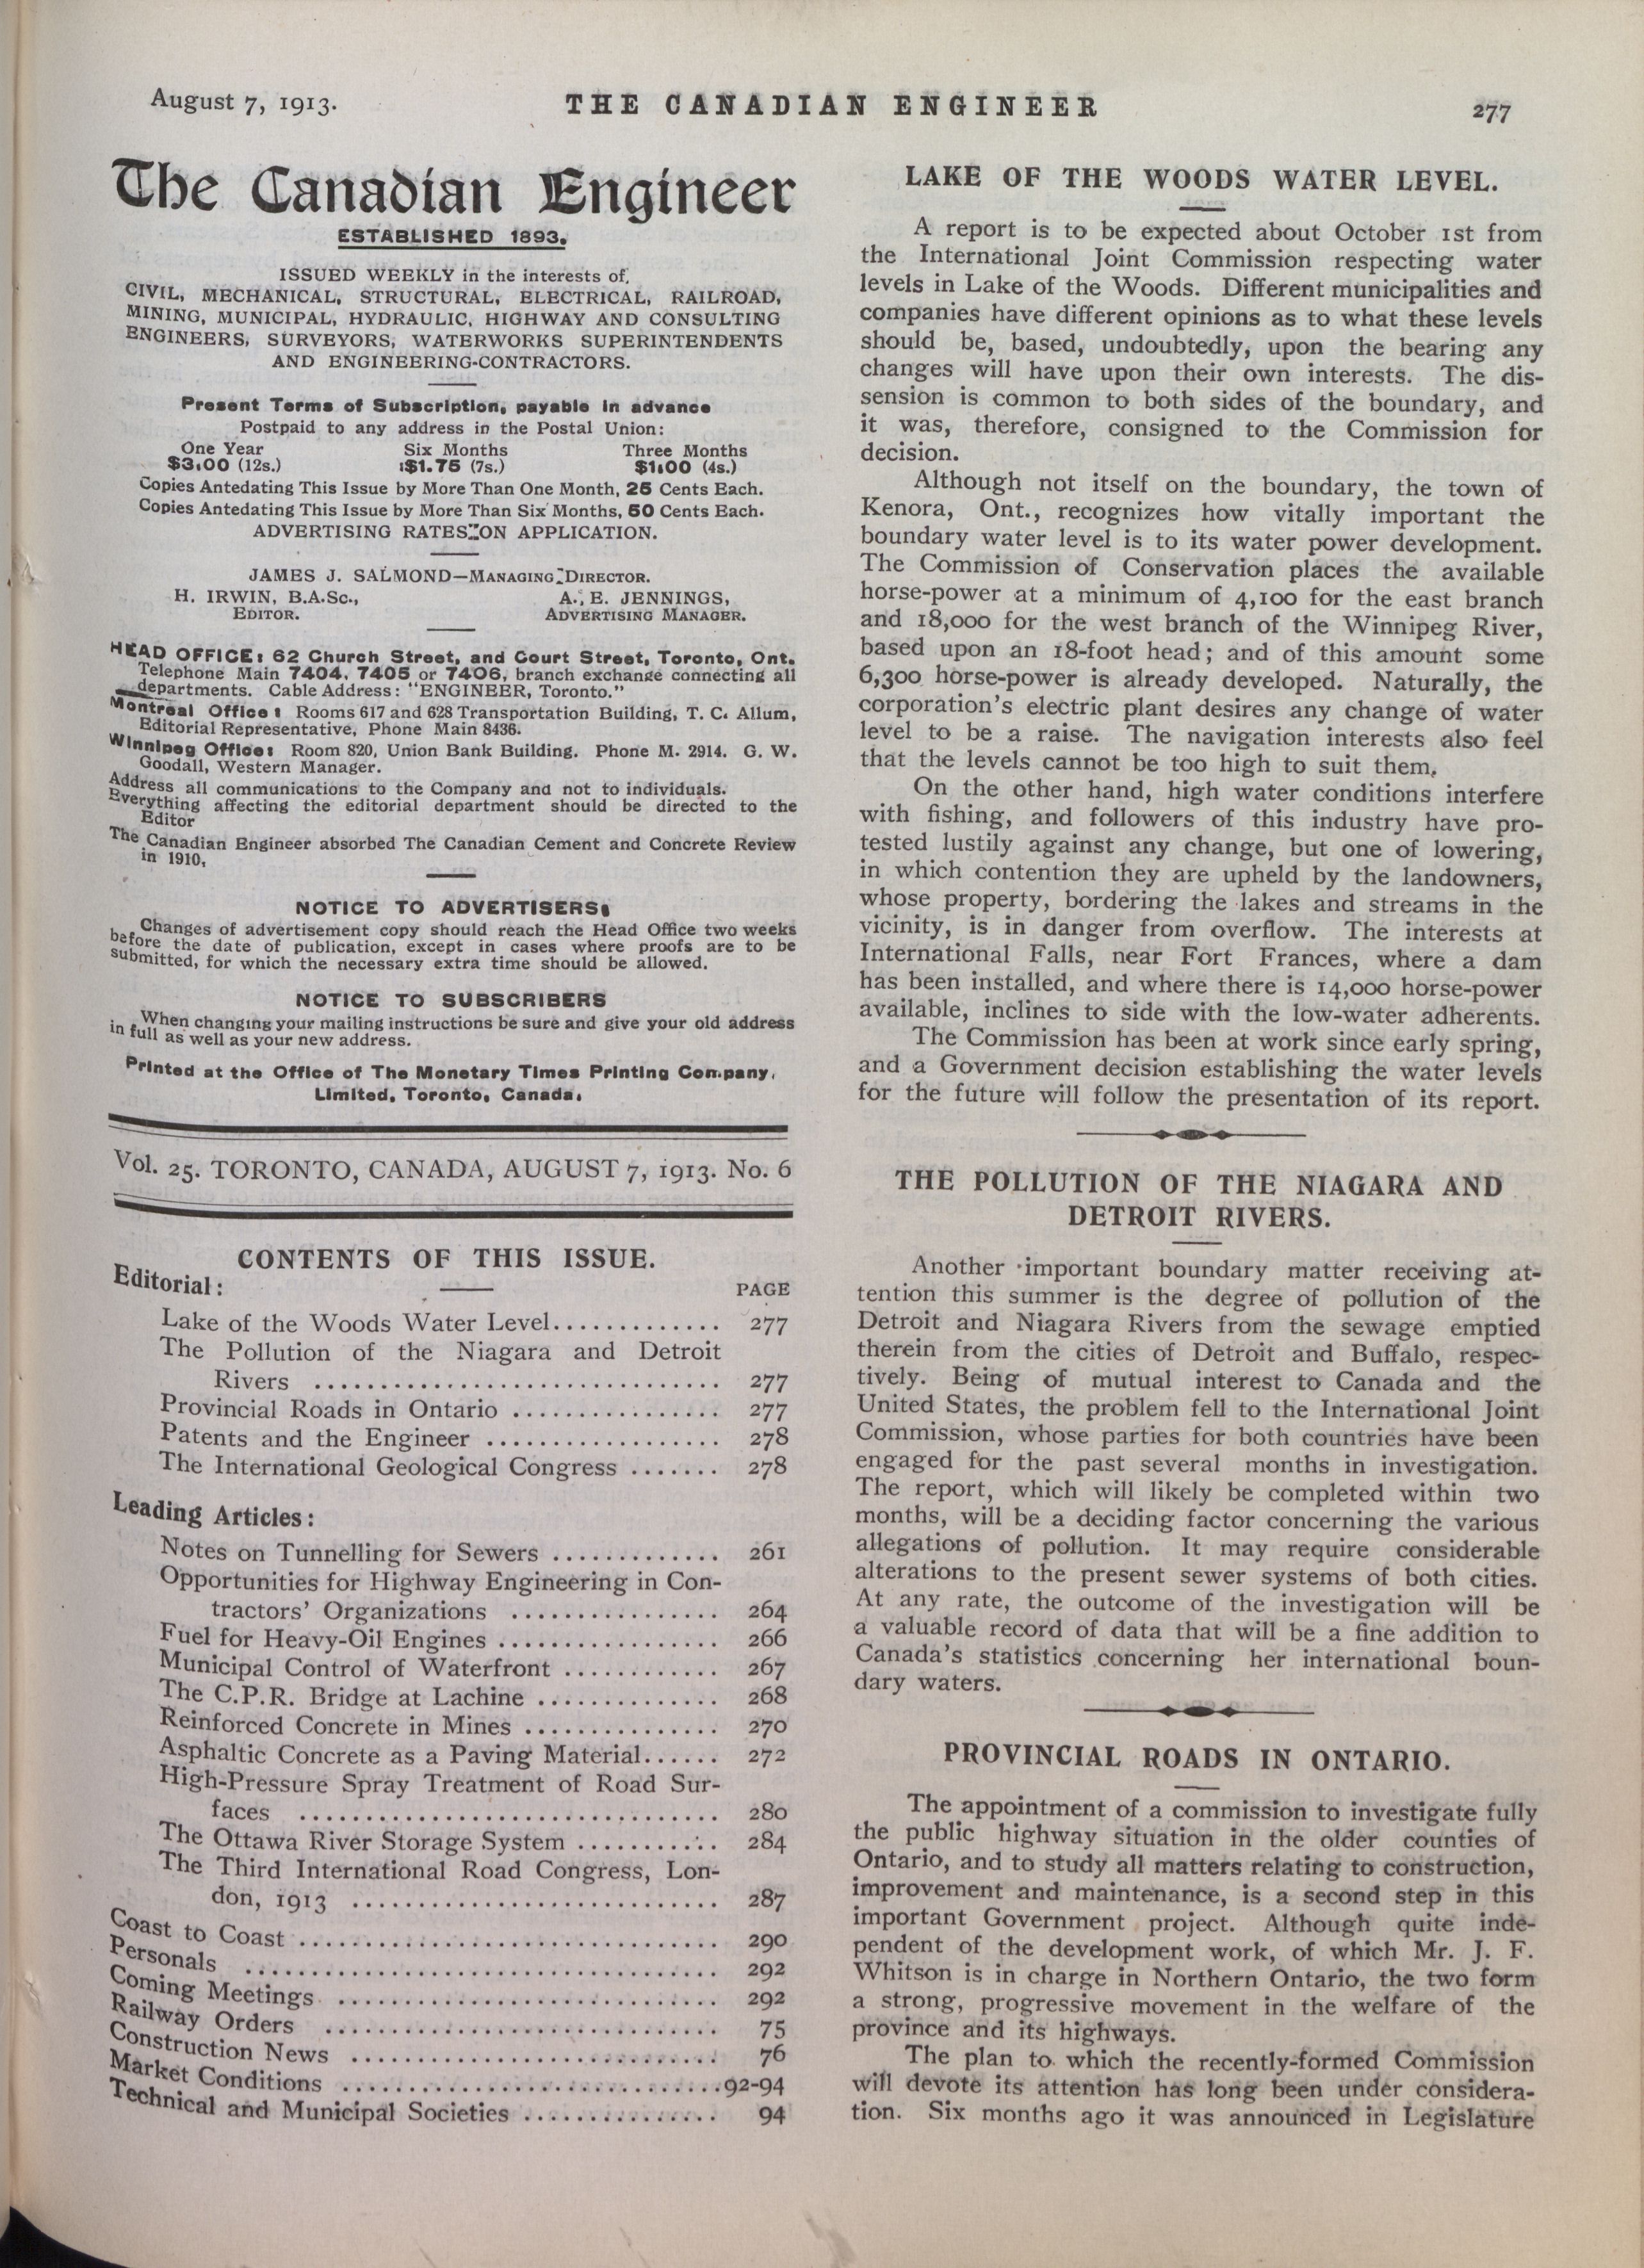 August 7, 1913.
THE CANADIAN ENGINEER
277
The Canadian Engineer
ESTABLISHED 1893.
ISSUED WEEKLY in the interests of
CIVIL, MECHANICAL, STRUCTURAL, ELECTRICAL, RAILROAD,
MINING, MUNICIPAL, HYDRAULIC, HIGHWAY AND CONSULTING
ENGINEERS, SURVEYORS, WATERWORKS SUPERINTENDENTS
AND ENGINEERING-CONTRACTORS.
Present Terms of Subscription, payable in advance
Postpaid to any address in the Postal Union:
One Year Six Months Three Months
$3.00 (12s.) $1.75 (7s.) $1.00 (4s.)
Copies Antedating This Issue by More Than One Month, 25 Cents Each.
Copies Antedating This Issue by More Than Six Months, 50 Cents Each.
ADVERTISING RATES ON APPLICATION.
JAMES J. SALMOND—MANAGING DIRECTOR.
H. IRWIN, B.A.Sc., A. E. JENNINGS,
EDITOR. ADVERTISING MANAGER.
HEAD OFFICE: 62 Church Street, and Court Street, Toronto, Ont.
Telephone Main 7404, 7405 or 7406, branch exchange connecting all
departments. Cable Address: "ENGINEER, Toronto."
Montreal Office: Rooms 617 and 628 Transportation Building, T. C. Allum,
Editorial Representative, Phone Main 8436.
Winnipeg Office: Room 820, Union Bank Building. Phone M. 2914. G. W.
Goodall, Western Manager.
Address all communications to the Company and not to individuals.
Everything affecting the editorial department should be directed to the
Editor
The Canadian Engineer absorbed The Canadian Cement and Concrete Review
in 1910.
NOTICE TO ADVERTISERS:
Changes of advertisement copy should reach the Head Office two weeks
before the date of publication, except in cases where proofs are to be
submitted, for which the necessary extra time should be allowed.
NOTICE TO SUBSCRIBERS
When changing your mailing instructions be sure and give your old address
in full as well as your new address.
Printed at the Office of The Monetary Times Printing Company,
Limited, Toronto, Canada.
Vol. 25. TORONTO, CANADA, AUGUST 7, 1913. No. 6
CONTENTS OF THIS ISSUE.
Editorial: PAGE
Lake of the Woods Water Level............. 277
The Pollution of the Niagara and Detroit
Rivers ............................... 277
Provincial Roads in Ontario ................ 277
Patents and the Engineer .................. 278
The International Geological Congress ....... 278
Leading Articles:
Notes on Tunnelling for Sewers ............. 261
Opportunities for Highway Engineering in Con-
tractors' Organizations ................ 264
Fuel for Heavy-Oil Engines ................. 266
Municipal Control of Waterfront ............ 267
The C.P.R. Bridge at Lachine .............. 268
Reinforced Concrete in Mines ............... 270
Asphaltic Concrete as a Paving Material...... 272
High-Pressure Spray Treatment of Road Sur-
faces ................................ 280
The Ottawa River Storage System ........... 284
The Third International Road Congress, Lon-
don, 1913 ............................ 287
Coast to Coast ................................ 290
Personals .................................... 292
Coming Meetings ............................. 292
Railway Orders .............................. 75
Construction News ............................ 76
Market Conditions .............................92-94
Technical and Municipal Societies ............... 94
LAKE OF THE WOODS WATER LEVEL.
A report is to be expected about October 1st from
the International Joint Commission respecting water
levels in Lake of the Woods. Different municipalities and
companies have different opinions as to what these levels
should be, based, undoubtedly, upon the bearing any
changes will have upon their own interests. The dis-
sension is common to both sides of the boundary, and
it was, therefore, consigned to the Commission for
decision.
Although not itself on the boundary, the town of
Kenora, Ont., recognizes how vitally important the
boundary water level is to its water power development.
The Commission of Conservation places the available
horse-power at a minimum of 4,100 for the east branch
and 18,000 for the west branch of the Winnipeg River,
based upon an 18-foot head; and of this amount some
6,300 horse-power is already developed. Naturally, the
corporation's electric plant desires any change of water
level to be a raise. The navigation interests also feel
that the levels cannot be too high to suit them.
On the other hand, high water conditions interfere
with fishing, and followers of this industry have pro-
tested lustily against any change, but one of lowering,
in which contention they are upheld by the landowners,
whose property, bordering the lakes and streams in the
vicinity, is in danger from overflow. The interests at
International Falls, near Fort Frances, where a dam
has been installed, and where there is 14,000 horse-power
available, inclines to side with the low-water adherents.
The Commission has been at work since early spring,
and a Government decision establishing the water levels
for the future will follow the presentation of its report.
THE POLLUTION OF THE NIAGARA AND
DETROIT RIVERS.
Another important boundary matter receiving at-
tention this summer is the degree of pollution of the
Detroit and Niagara Rivers from the sewage emptied
therein from the cities of Detroit and Buffalo, respec-
tively. Being of mutual interest to Canada and the
United States, the problem fell to the International Joint
Commission, whose parties for both countries have been
engaged for the past several months in investigation.
The report, which will likely be completed within two
months, will be a deciding factor concerning the various
allegations of pollution. It may require considerable
alterations to the present sewer systems of both cities.
At any rate, the outcome of the investigation will be
a valuable record of data that will be a fine addition to
Canada's statistics concerning her international boun-
dary waters.
PROVINCIAL ROADS IN ONTARIO.
The appointment of a commission to investigate fully
the public highway situation in the older counties of
Ontario, and to study all matters relating to construction,
improvement and maintenance, is a second step in this
important Government project. Although quite inde-
pendent of the development work, of which Mr. J. F.
Whitson is in charge in Northern Ontario, the two form
a strong, progressive movement in the welfare of the
province and its highways.
The plan to which the recently-formed Commission
will devote its attention has long been under considera-
tion. Six months ago it was announced in Legislature